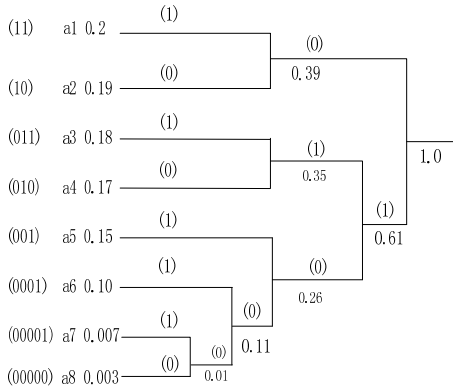 (1)
(11) a1 0.2
(0)
(0)
(10) a2 0.19
0.39
(1)
(011) a3 0.18
(1)
1.0
(0)
(010) a4 0.17
0.35
(1)
(1)
(001) a5 0.15
0.61
(1)
(0)
(0001) a6 0.10
0.26
(0)
(1)
(00001) a7 0.007
0.11
(0)
(0)
(00000) a8 0.003
0.01